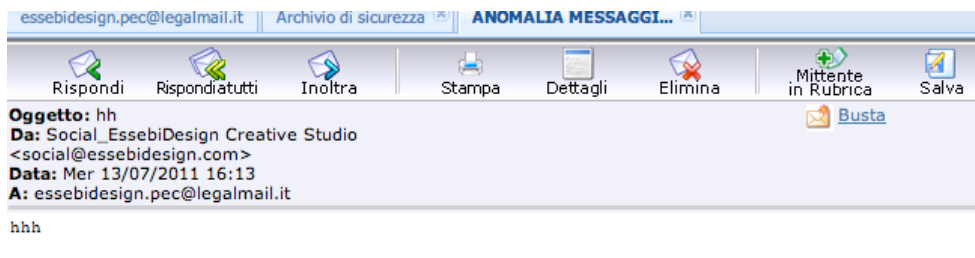 essebidesign.pec@legalmail.it Archivio di sicurezza ANOMALIA MESSAGGI...
Rispondi Rispondiatutti Inoltra Stampa Dettagli Elimina Mittente in Rubrica Salva
Oggetto: hh
Busta
Da: Social_EssebiDesign Creative Studio
<social@essebidesign.com>
Data: Mer 13/07/2011 16:13
A: essebidesign.pec@legalmail.it
hhh